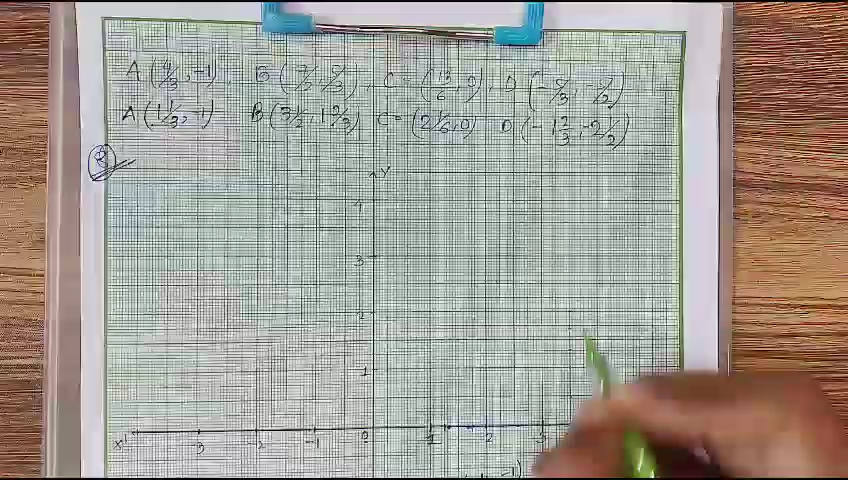 A (4/3, -1), B (7/2, 5/3), C = (13/6, 0), D (-5/3, -5/2)
A (1 1/3, -1) B (3 1/2, 1 2/3) C = (2 1/6, 0) D (-1 2/3, -2 1/2)
Y
4
3
2
1
X' -3 -2 -1 0 1 2 3
-1)